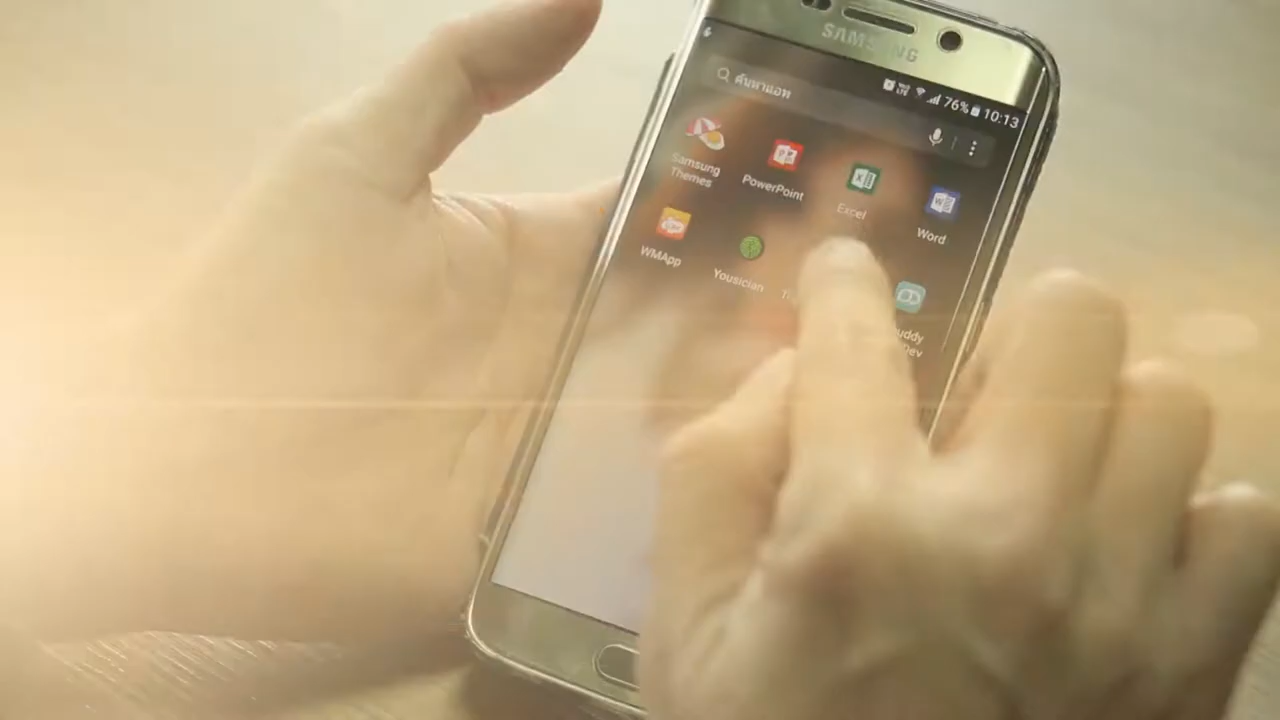 SAMSUNG
76% 10:13
ค้นหาแอพ
Samsung
Themes
PowerPoint
Excel
Word
WMApp
Yousician